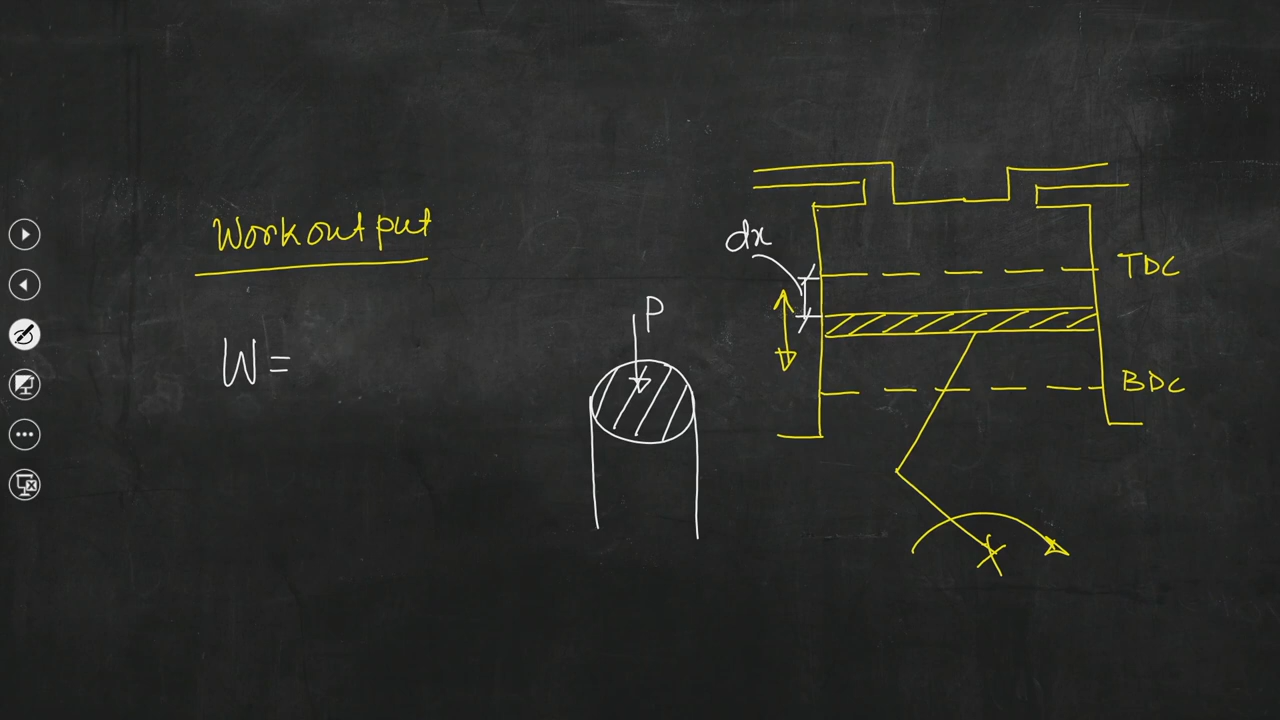 Work output
W =
P
dx
TDC
BDC